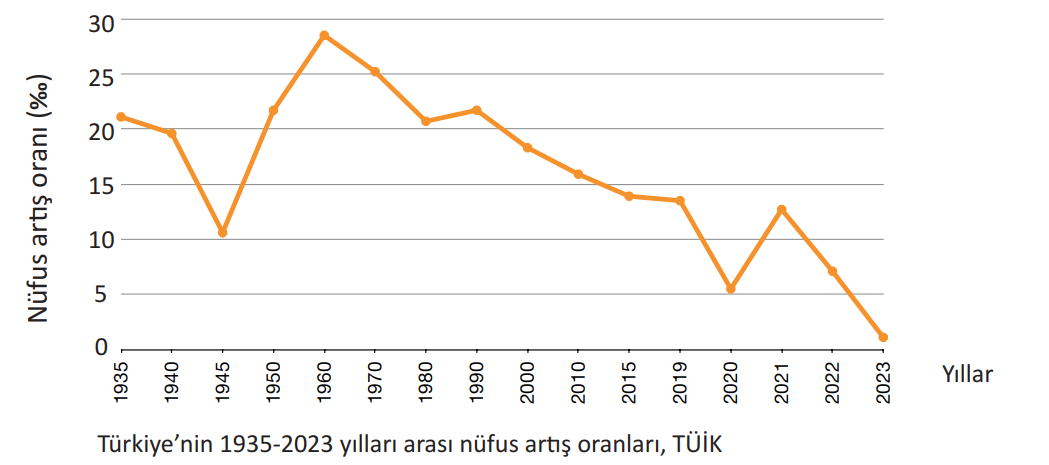 30
25
20
15
10
5
0
Nüfus artış oranı (‰)
1935 1940 1945 1950 1960 1970 1980 1990 2000 2010 2015 2019 2020 2021 2022 2023
Yıllar
Türkiye’nin 1935-2023 yılları arası nüfus artış oranları, TÜİK